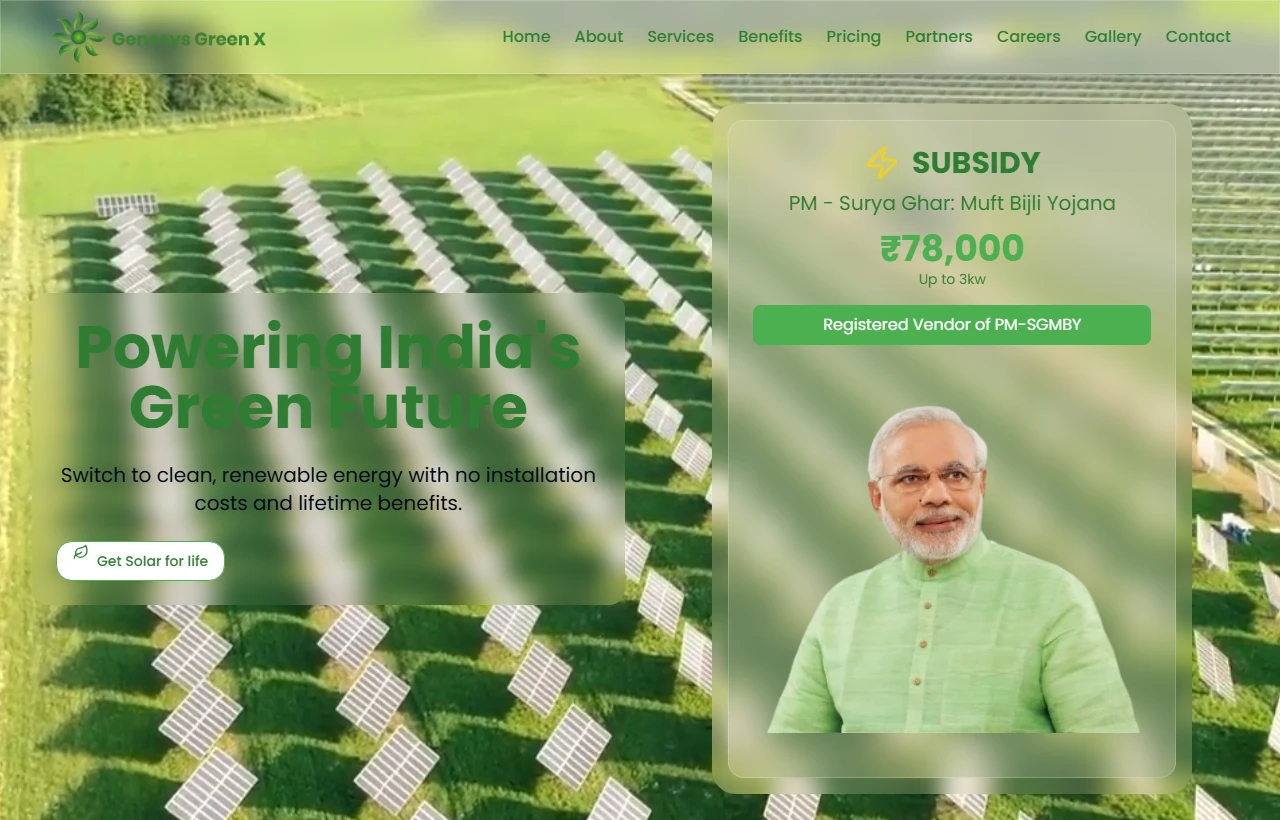 Genesys Green X
Home About Services Benefits Pricing Partners Careers Gallery Contact
Powering India's
Green Future
Switch to clean, renewable energy with no installation
costs and lifetime benefits.
Get Solar for life
SUBSIDY
PM - Surya Ghar: Muft Bijli Yojana
₹78,000
Up to 3kw
Registered Vendor of PM-SGMBY